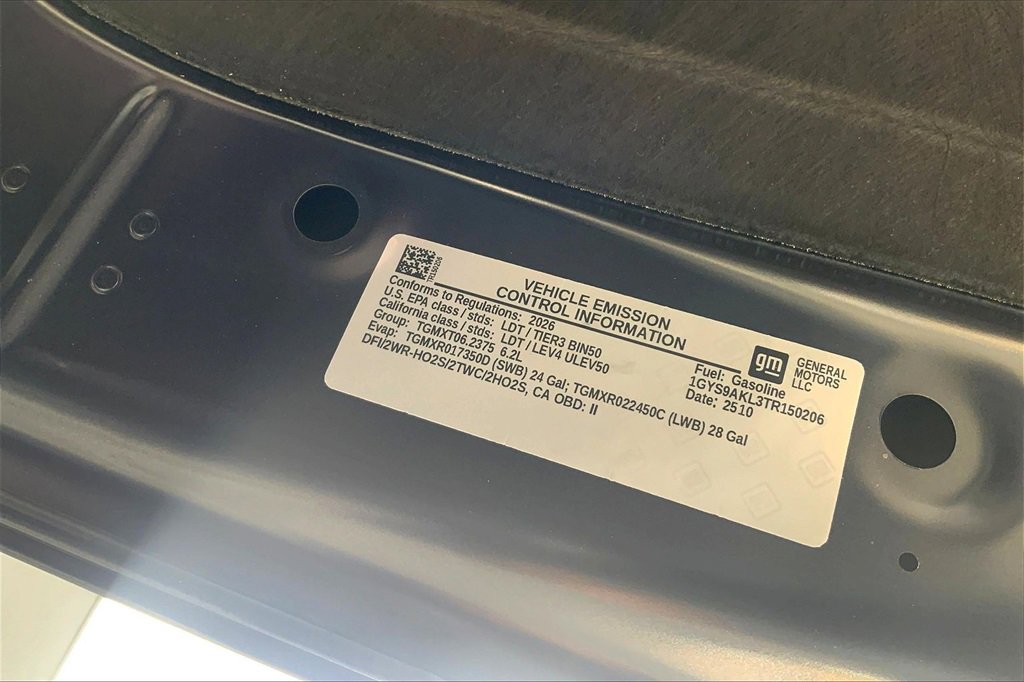 TR150206
VEHICLE EMISSION
CONTROL INFORMATION
Conforms to Regulations: 2026
U.S. EPA class / stds: LDT / TIER3 BIN50
California class / stds: LDT / LEV4 ULEV50
Group: TGMXT06.2375 6.2L
Evap: TGMXR017350D (SWB) 24 Gal; TGMXR022450C (LWB) 28 Gal
DFI/2WR-HO2S/2TWC/2HO2S, CA OBD: II
gm
GENERAL
MOTORS
LLC
Fuel: Gasoline
1GYS9AKL3TR150206
Date: 2510